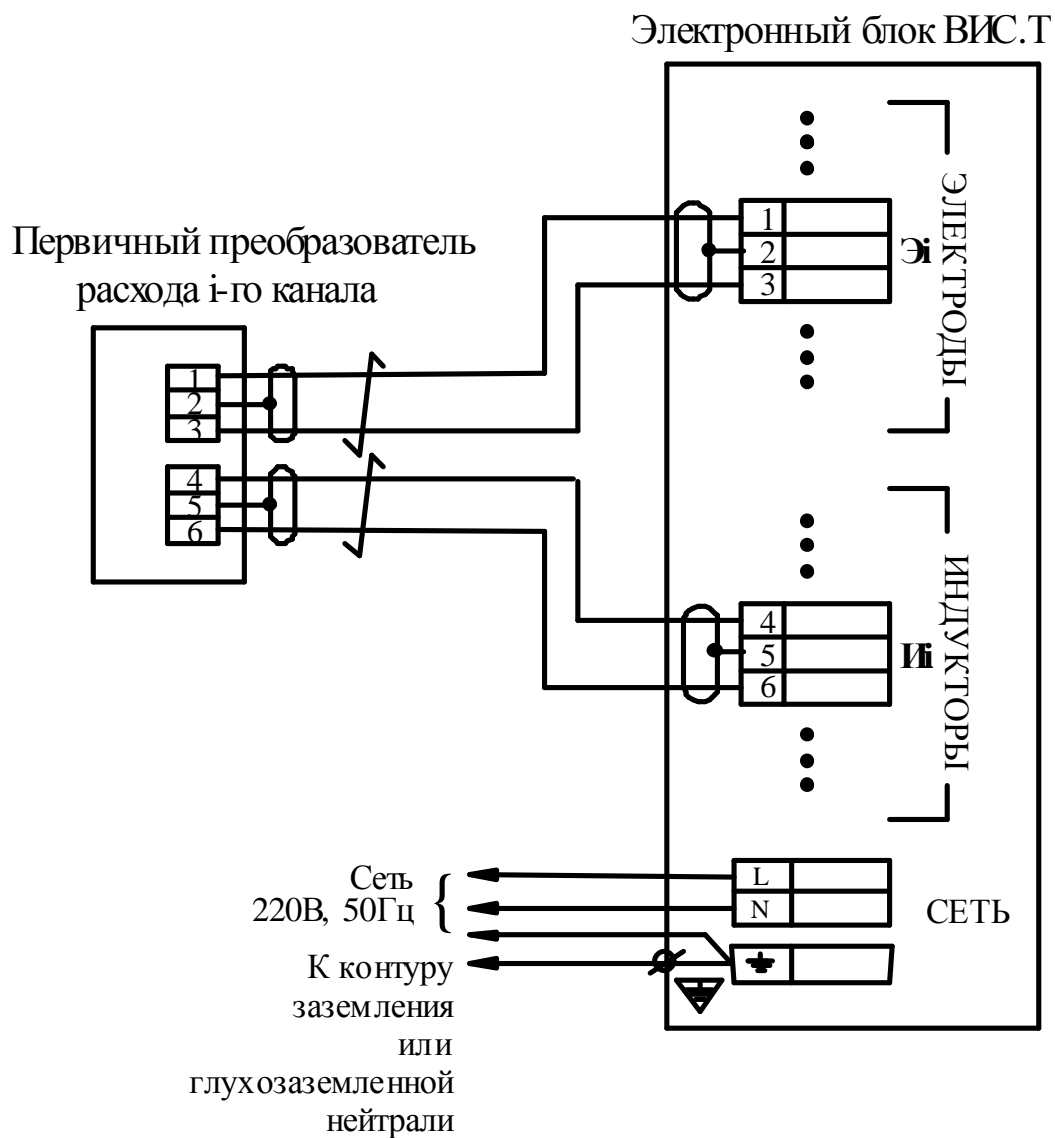 Электронный блок ВИС.Т
1
2
3
Эi
ЭЛЕКТРОДЫ
Первичный преобразователь
расхода i-го канала
1
2
3
4
5
6
4
5
6
Иi
ИНДУКТОРЫ
Сеть
220В, 50Гц
L
N
СЕТЬ
К контуру
заземления
или
глухозаземленной
нейтрали